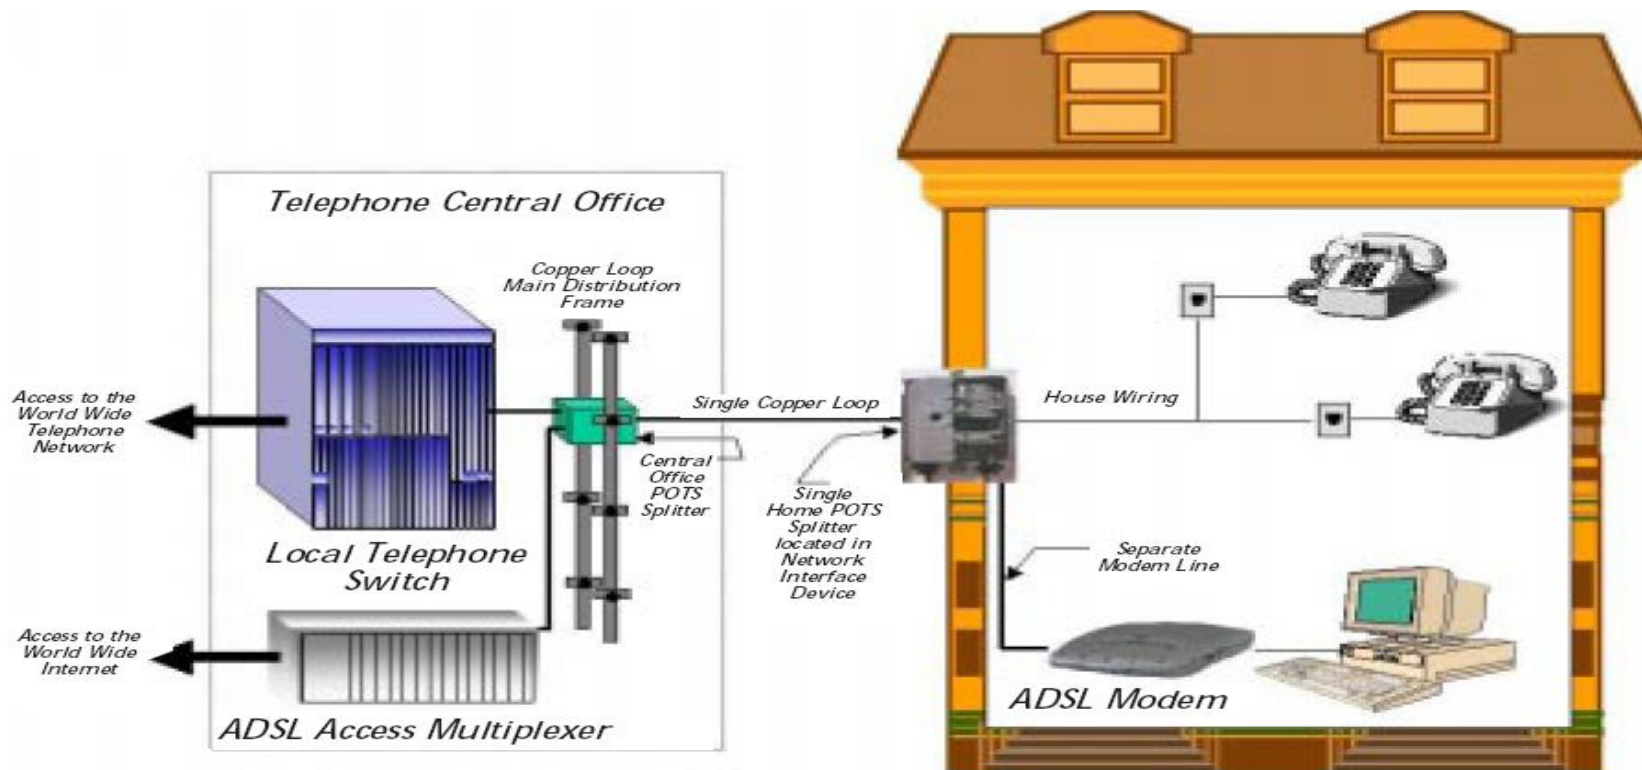 Telephone Central Office
Copper Loop
Main Distribution
Frame
Access to the
World Wide
Telephone
Network
Single Copper Loop
House Wiring
Central
Office
POTS
Splitter
Single
Home POTS
Splitter
located in
Network
Interface
Device
Local Telephone
Switch
Separate
Modem Line
Access to the
World Wide
Internet
ADSL Modem
ADSL Access Multiplexer